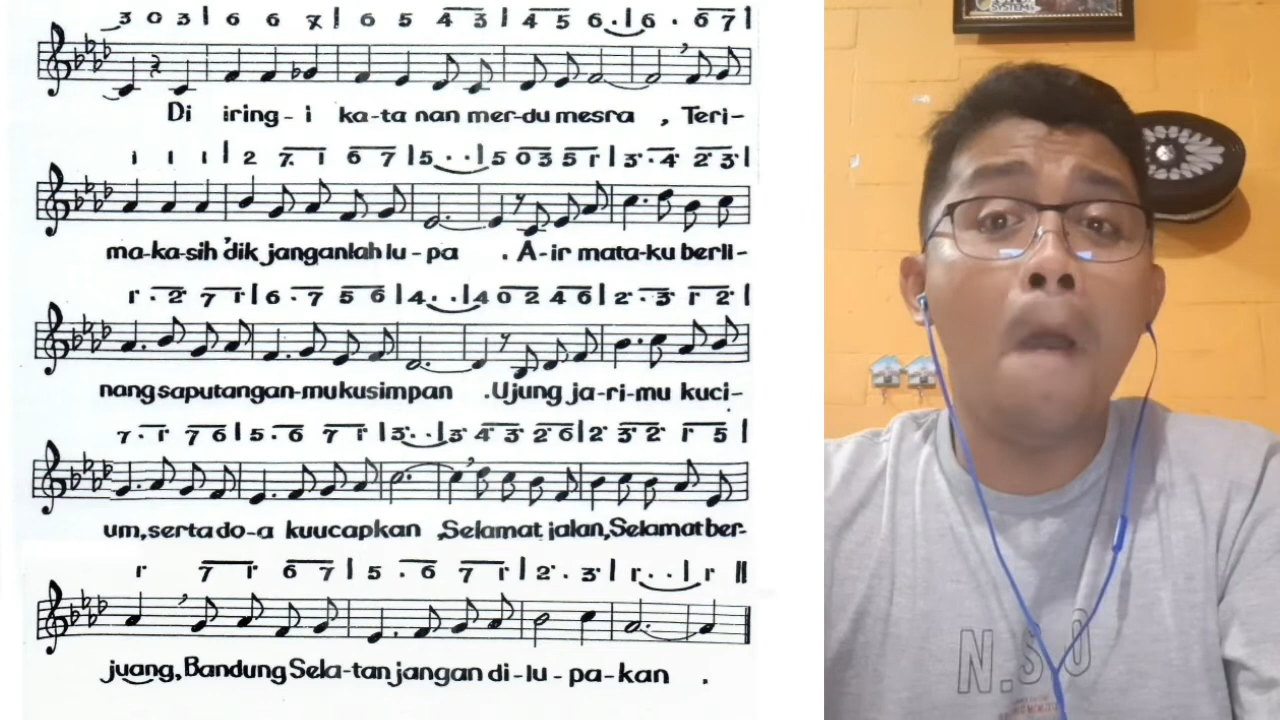 3 0 3 | 6 6 7 | 6 5 4 3 | 4 5 6 . | 6 . 6 7 |
Di iring - i ka-ta nan mer-du mesra , Teri-
1 1 1 | 2 7 1 6 7 | 5 . . | 5 0 3 5 1 | 3 . 4 2 3 |
ma-ka-sih 'dik janganlah lu - pa . A-ir mata-ku berli-
1 . 2 7 1 | 6 . 7 5 6 | 4 . . | 4 0 2 4 6 | 2 . 3 1 2 |
nang saputangan-mu kusimpan . Ujung ja-ri-mu kuci-
7 . 1 7 6 | 5 . 6 7 1 | 3 . . | 3 4 3 2 6 | 2 3 2 1 5 |
um, serta do-a kuucapkan , Selamat jalan, Selamat ber-
1 7 1 6 7 | 5 . 6 7 1 | 2 . 3 | 1 . . | 1 ||
juang, Bandung Sela-tan jangan di-lu-pa-kan .
SYSTEMS
N.SO